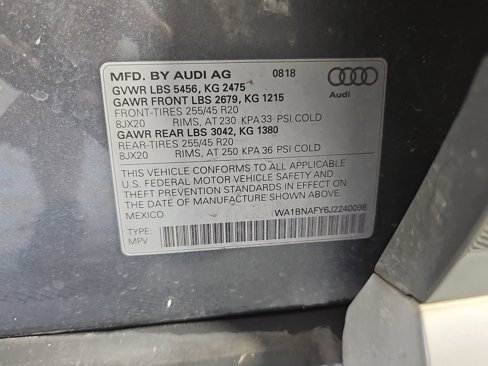 MFD. BY AUDI AG 0818
GVWR LBS 5456, KG 2475
GAWR FRONT LBS 2679, KG 1215
FRONT-TIRES 255/45 R20
8JX20 RIMS, AT 230 KPA 33 PSI COLD
GAWR REAR LBS 3042, KG 1380
REAR-TIRES 255/45 R20
8JX20 RIMS, AT 250 KPA 36 PSI COLD
Audi
THIS VEHICLE CONFORMS TO ALL APPLICABLE
U.S. FEDERAL MOTOR VEHICLE SAFETY AND
THEFT PREVENTION STANDARDS IN EFFECT ON
THE DATE OF MANUFACTURE SHOWN ABOVE.
MEXICO WA1BNAFY6J2240098
TYPE:
MPV